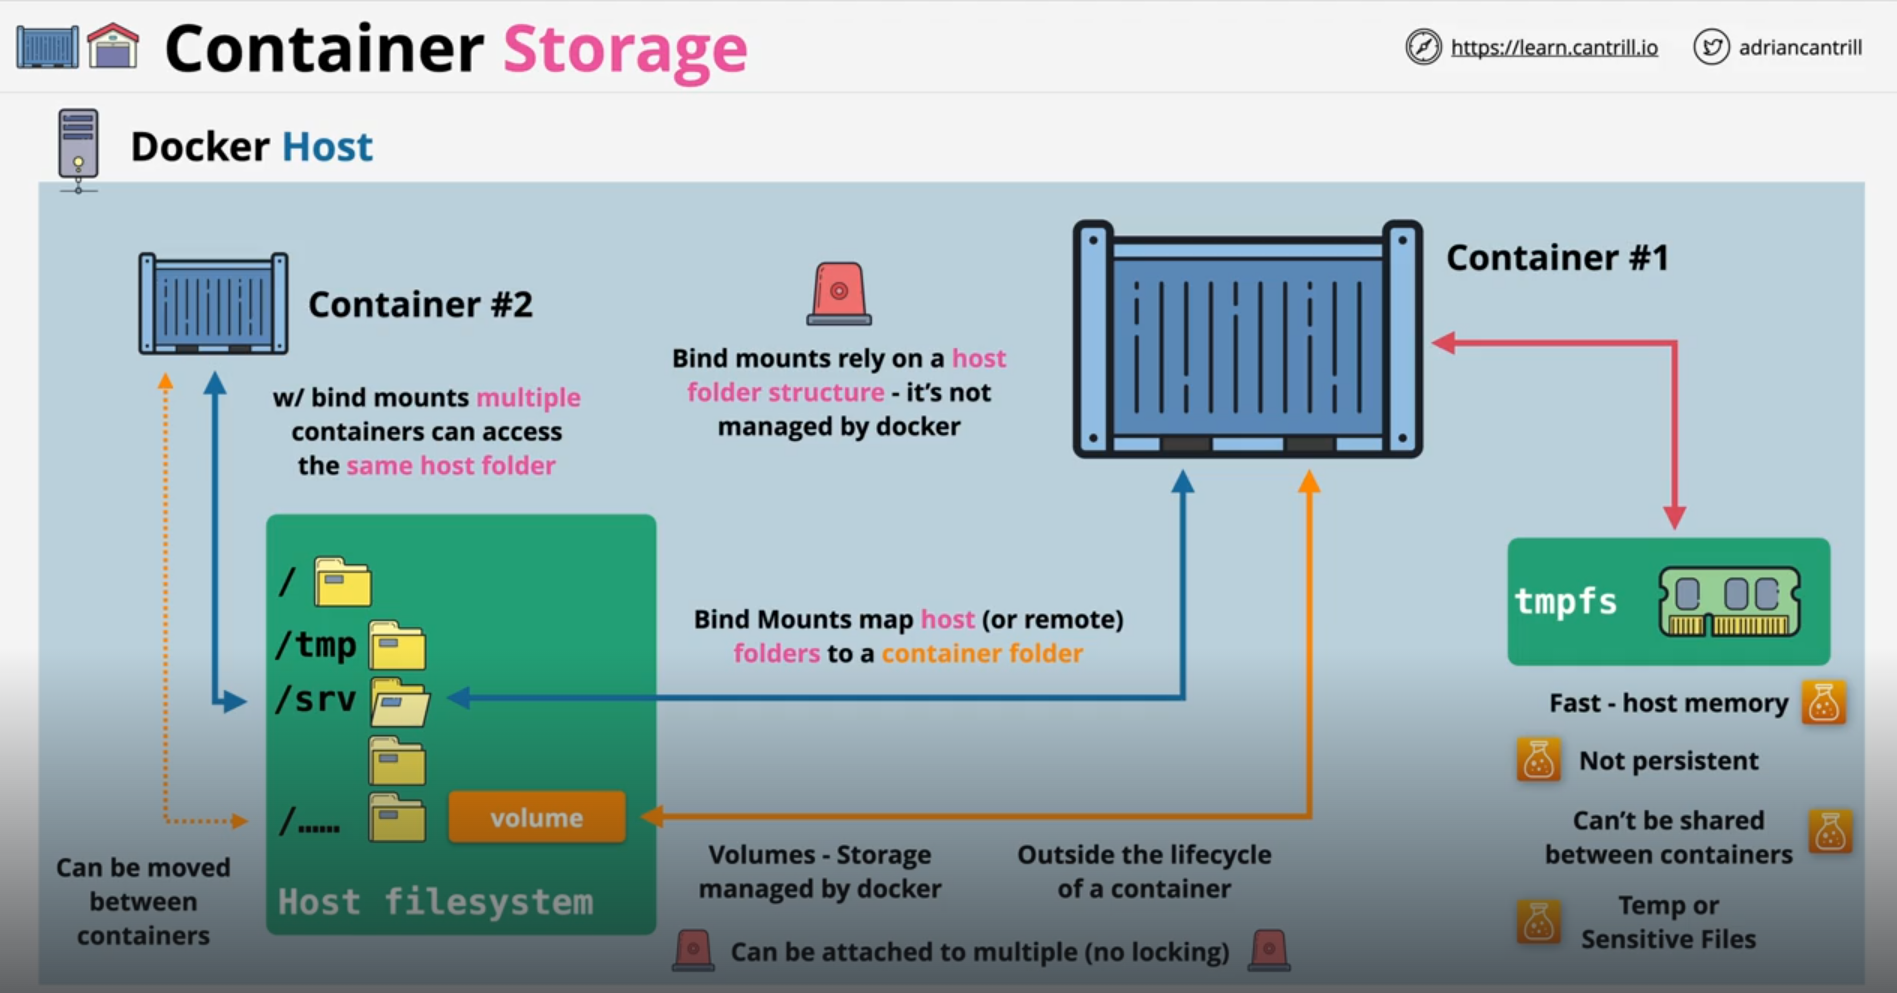 Container Storage
https://learn.cantrill.io
adriancantrill
Docker Host
Container #2
w/ bind mounts multiple
containers can access
the same host folder
Bind mounts rely on a host
folder structure - it’s not
managed by docker
Container #1
/
/tmp
/srv
/......
volume
Host filesystem
Bind Mounts map host (or remote)
folders to a container folder
tmpfs
Fast - host memory
Not persistent
Can’t be shared
between containers
Temp or
Sensitive Files
Can be moved
between
containers
Volumes - Storage
managed by docker
Outside the lifecycle
of a container
Can be attached to multiple (no locking)